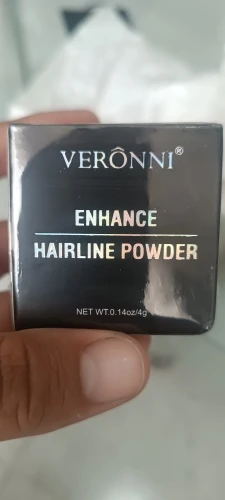 VERÔNNI®
ENHANCE
HAIRLINE POWDER
NET WT.0.14oz/4g